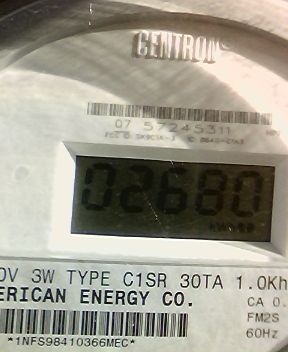 CENTRON
07 57245311
02680
0V 3W TYPE C1SR 30TA 1.0Kh
ERICAN ENERGY CO.
CA 0.
FM2S
60Hz
*1NFS98410366MEC*